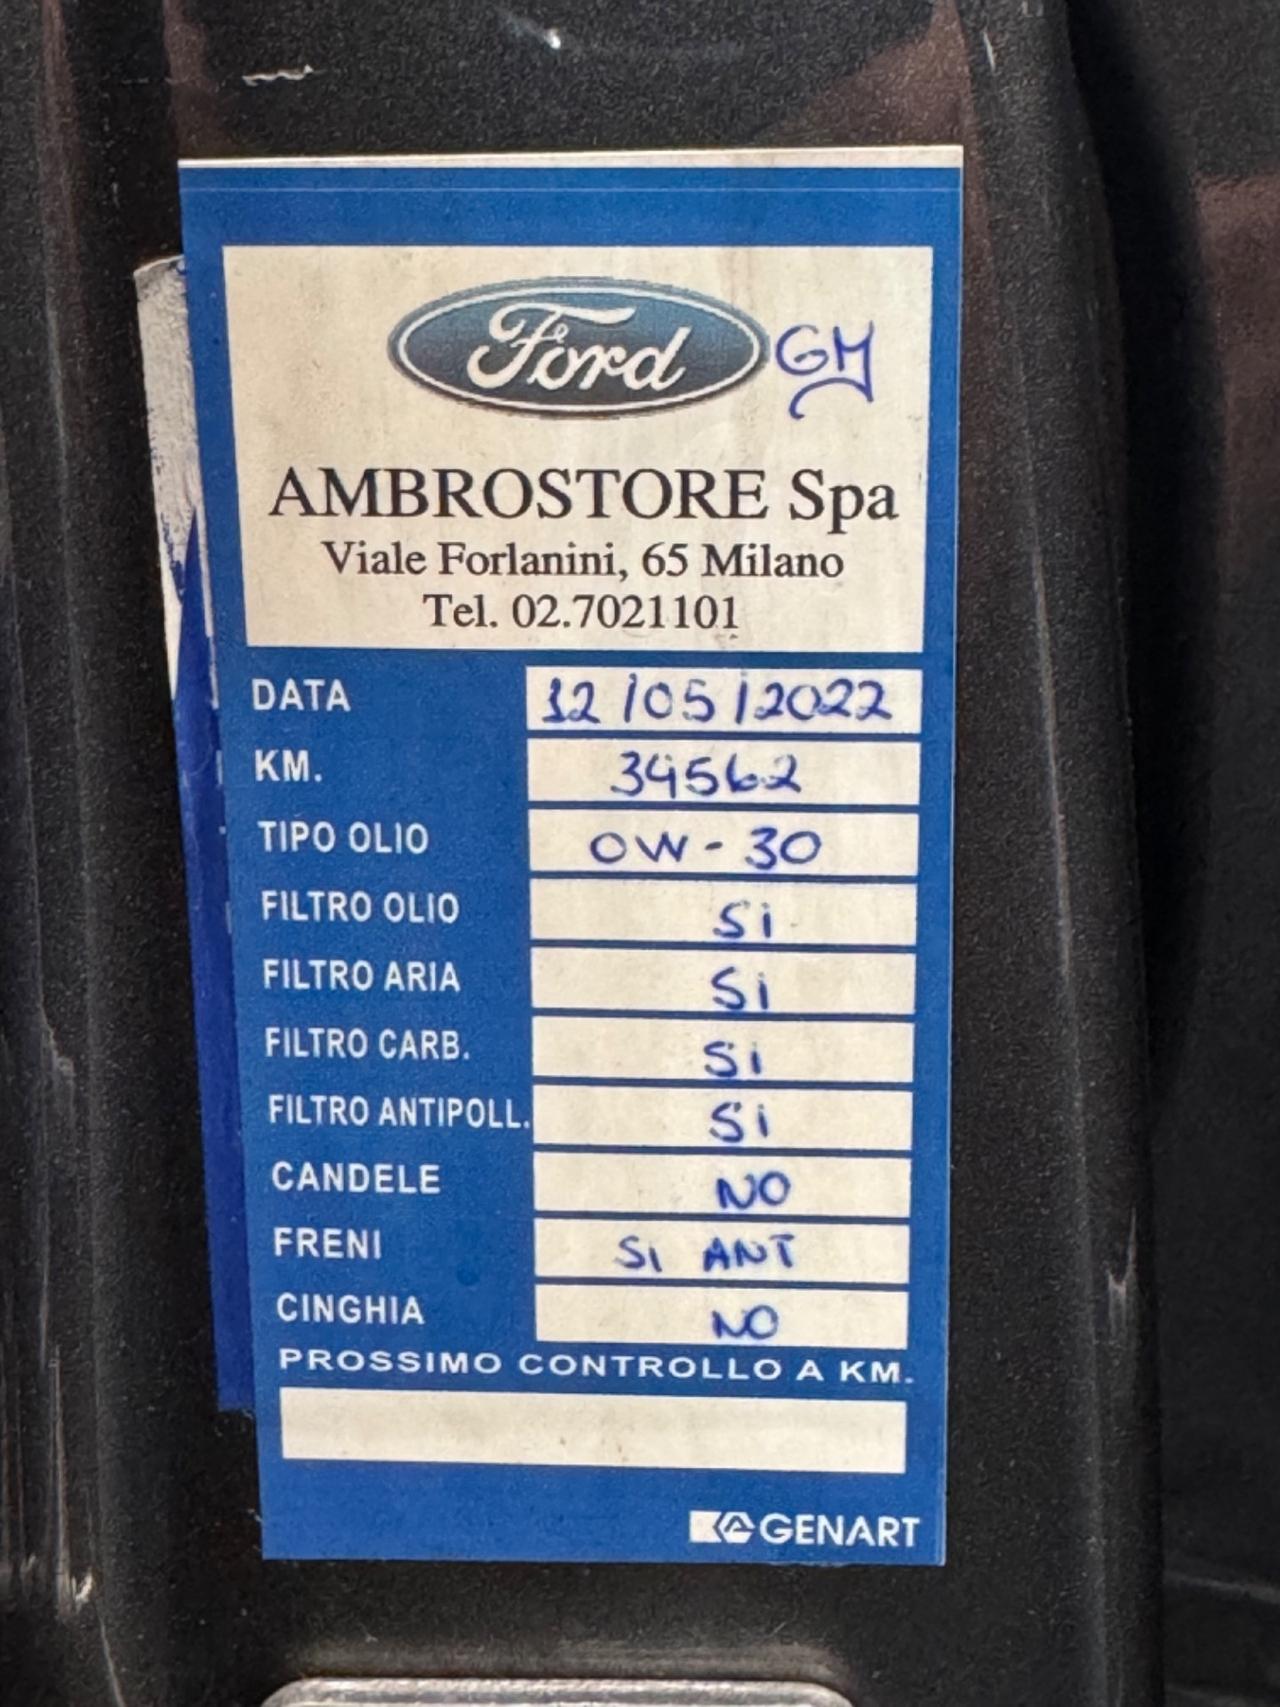 Ford GM
AMBROSTORE Spa
Viale Forlanini, 65 Milano
Tel. 02.7021101
DATA 12/05/2022
KM. 34562
TIPO OLIO 0W-30
FILTRO OLIO Si
FILTRO ARIA Si
FILTRO CARB. Si
FILTRO ANTIPOLL. Si
CANDELE NO
FRENI Si ANT
CINGHIA NO
PROSSIMO CONTROLLO A KM.
GENART